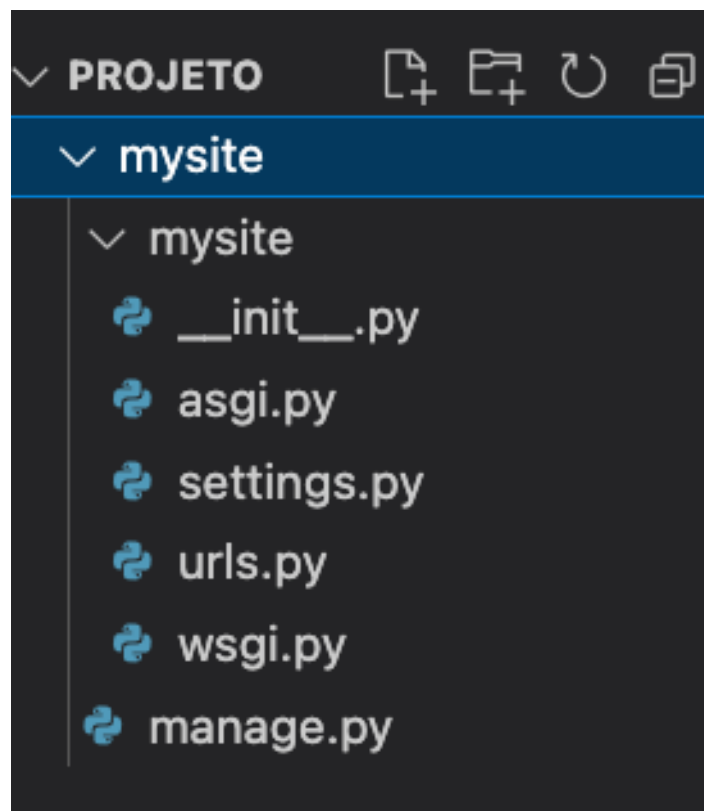 PROJETO
mysite
mysite
__init__.py
asgi.py
settings.py
urls.py
wsgi.py
manage.py